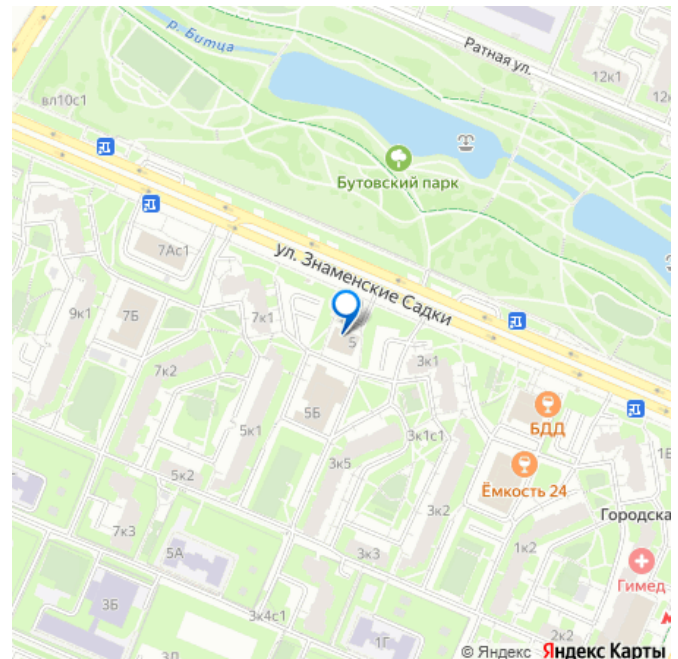 р. Битца
Ратная ул.
12к1
вл10с1
Бутовский парк
7Ас1
ул. Знаменские Садки
9к1
7Б
7к1
5
3к1
7к2
5Б
БДД
5к1
3к1с1
3к5
Ёмкость 24
5к2
3к2
Городска
7к3
5А
3к3
1к2
Гимед
3Б
3к4с1
1Г
2к2
© Яндекс Яндекс Карты